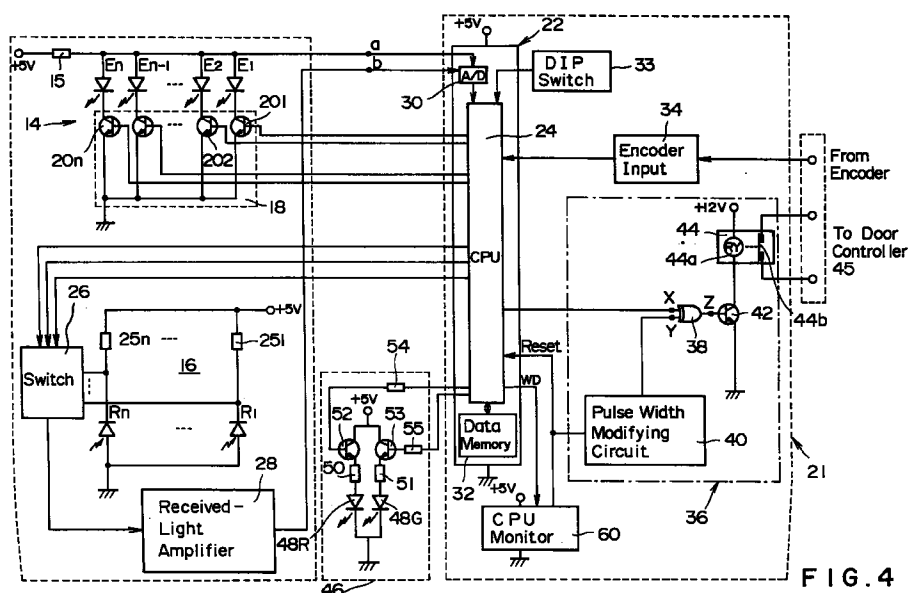 +5V
15
En
En-1
E2
E1
a
b
14
20n
202
201
18
+5V
22
A/D
30
DIP
Switch
33
24
34
Encoder
Input
From
Encoder
CPU
+12V
44
44a
RY
To Door
Controller
45
44b
X
Y
Z
38
42
26
Switch
25n
+5V
251
16
Rn
R1
54
+5V
52
53
50
51
55
48R
48G
46
Reset
WD
Data
Memory
32
Pulse Width
Modifying
Circuit
40
21
36
28
Received-
Light
Amplifier
+5V
CPU
Monitor
60
FIG.4